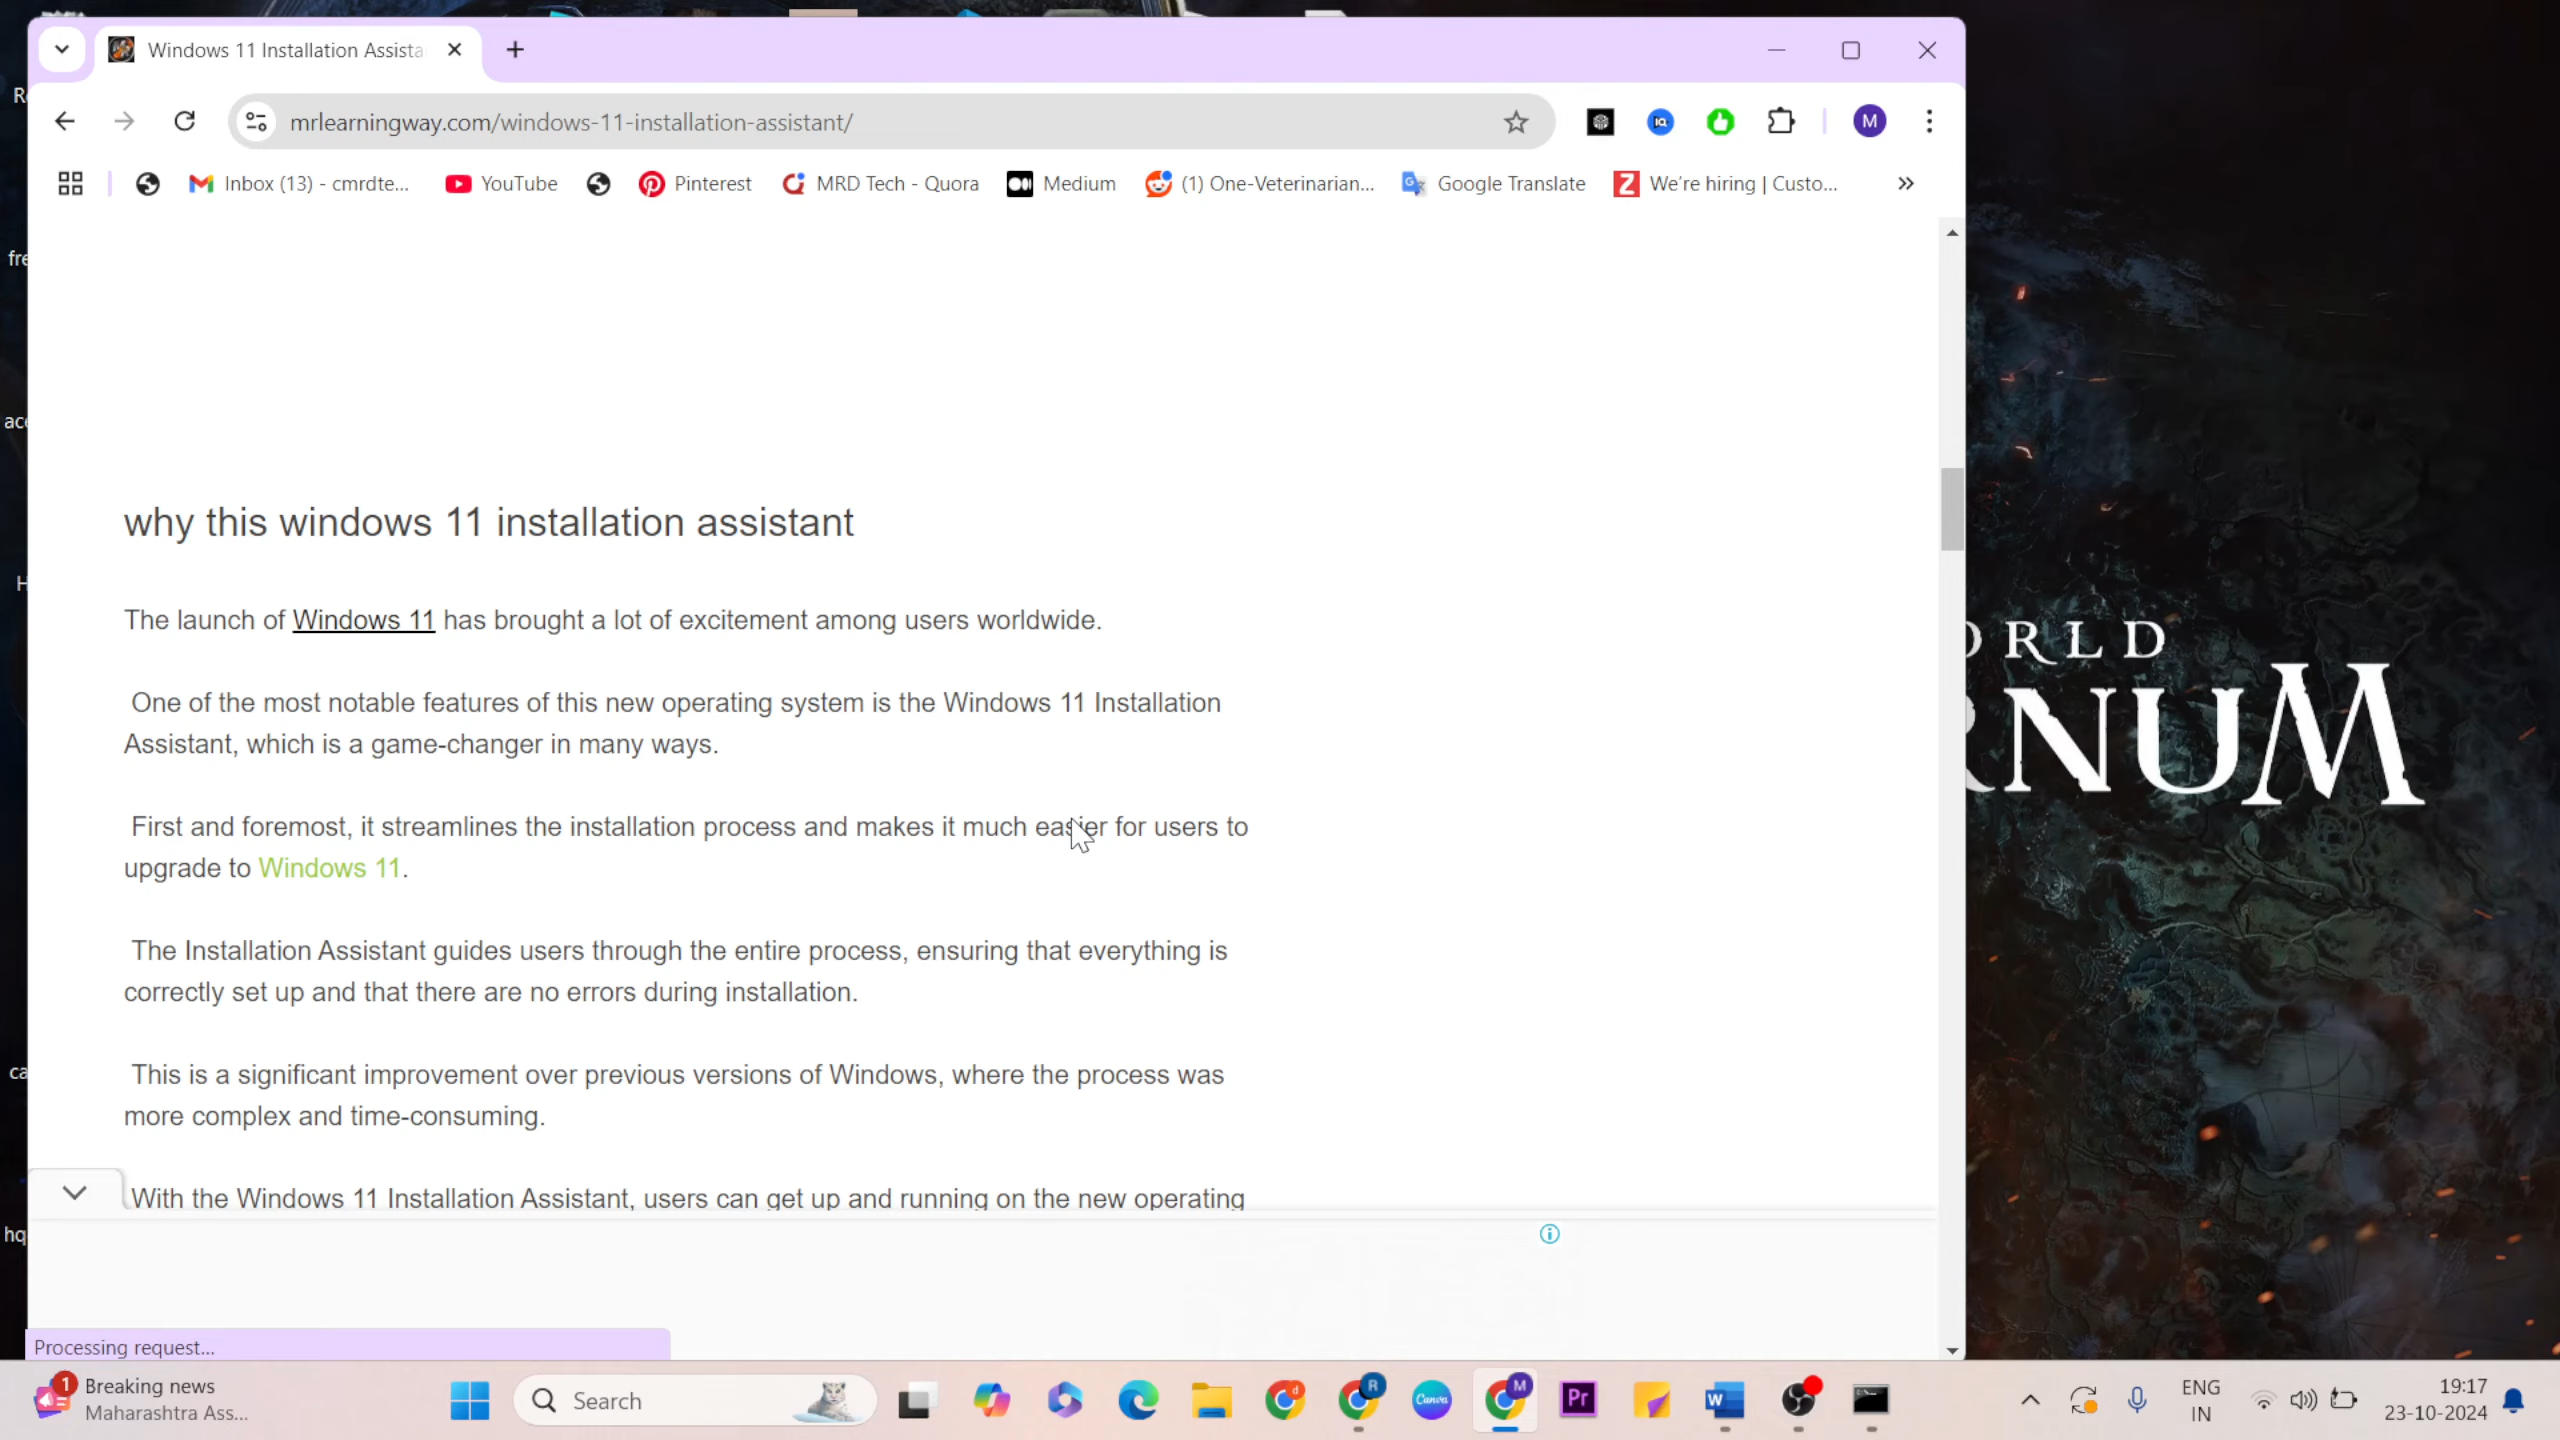 Windows 11 Installation Assista
mrlearningway.com/windows-11-installation-assistant/
M
Inbox (13) - cmrdte...
YouTube
Pinterest
MRD Tech - Quora
Medium
(1) One-Veterinarian...
Google Translate
We're hiring | Custo...
why this windows 11 installation assistant
The launch of Windows 11 has brought a lot of excitement among users worldwide.
One of the most notable features of this new operating system is the Windows 11 Installation
Assistant, which is a game-changer in many ways.
First and foremost, it streamlines the installation process and makes it much easier for users to
upgrade to Windows 11.
The Installation Assistant guides users through the entire process, ensuring that everything is
correctly set up and that there are no errors during installation.
This is a significant improvement over previous versions of Windows, where the process was
more complex and time-consuming.
With the Windows 11 Installation Assistant, users can get up and running on the new operating
Processing request...
fre
acc
H
ca
hq
ORLD
RNUM
1
Breaking news
Maharashtra Ass...
Search
d
R
Canva
M
Pr
W
ENG
IN
19:17
23-10-2024